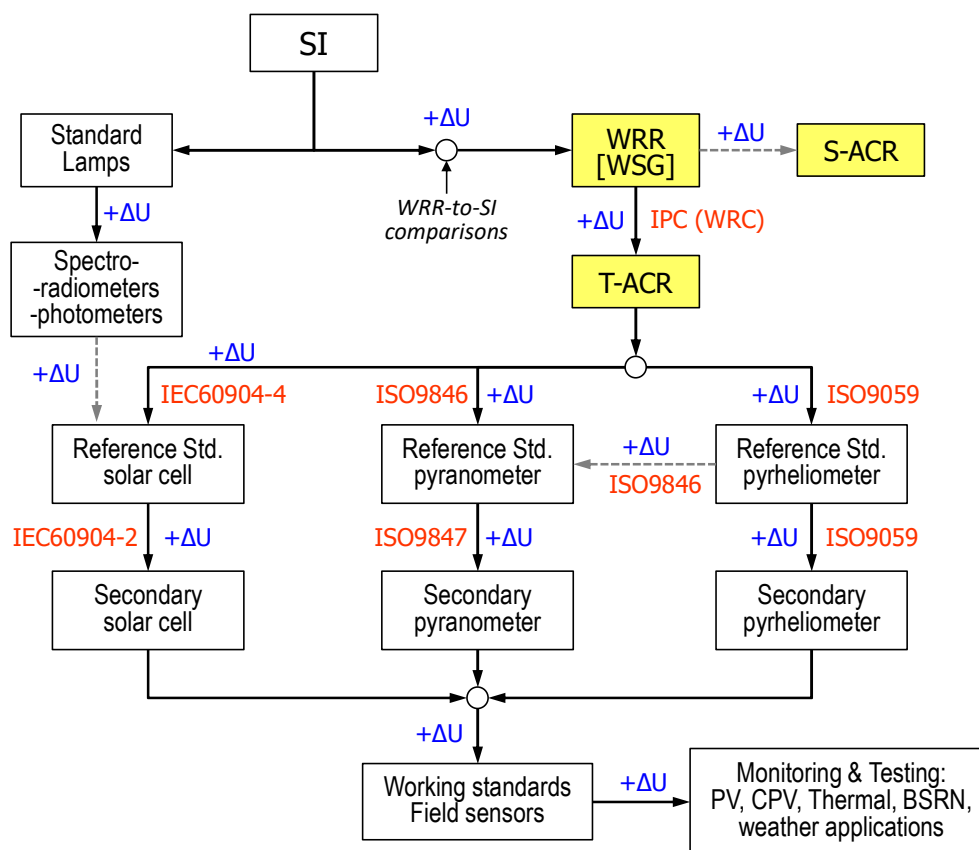 SI
+ΔU
Standard
Lamps
WRR
[WSG]
+ΔU
S-ACR
WRR-to-SI
comparisons
+ΔU
+ΔU
IPC (WRC)
Spectro-
-radiometers
-photometers
T-ACR
+ΔU
+ΔU
IEC60904-4
ISO9846
+ΔU
+ΔU
ISO9059
Reference Std.
solar cell
Reference Std.
pyranometer
+ΔU
ISO9846
Reference Std.
pyrheliometer
IEC60904-2
+ΔU
ISO9847
+ΔU
+ΔU
ISO9059
Secondary
solar cell
Secondary
pyranometer
Secondary
pyrheliometer
+ΔU
Working standards
Field sensors
+ΔU
Monitoring & Testing:
PV, CPV, Thermal, BSRN,
weather applications